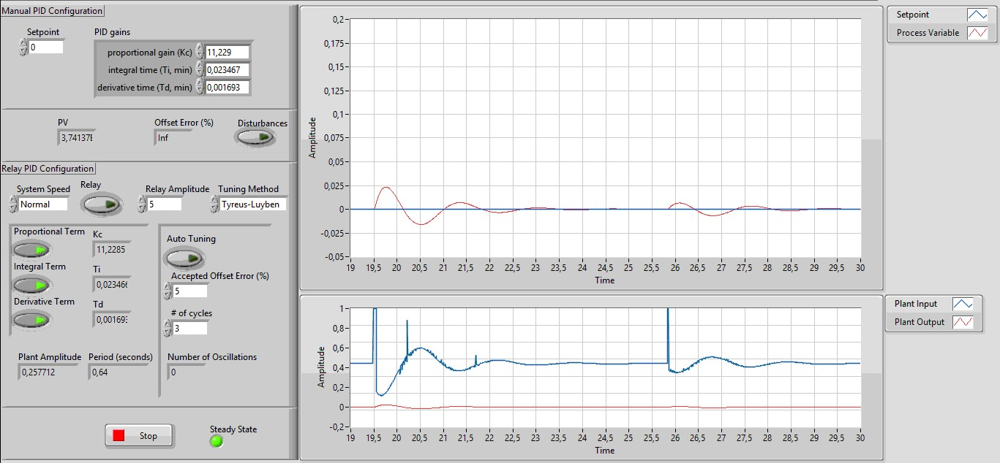 Manual PID Configuration
Setpoint
0
PID gains
proportional gain (Kc) 11,229
integral time (Ti, min) 0,023467
derivative time (Td, min) 0,001693
PV
3,74137E
Offset Error (%)
Inf
Disturbances
Relay PID Configuration
System Speed
Normal
Relay
Relay Amplitude
5
Tuning Method
Tyreus-Luyben
Proportional Term
Kc
11,2285
Integral Term
Ti
0,023466
Derivative Term
Td
0,001693
Auto Tuning
Accepted Offset Error (%)
5
# of cycles
3
Plant Amplitude
0,257712
Period (seconds)
0,64
Number of Oscillations
0
Stop
Steady State
Amplitude
0,2
0,175
0,15
0,125
0,1
0,075
0,05
0,025
0
-0,025
-0,05
19 19,5 20 20,5 21 21,5 22 22,5 23 23,5 24 24,5 25 25,5 26 26,5 27 27,5 28 28,5 29 29,5 30
Time
Setpoint
Process Variable
Amplitude
1
0,8
0,6
0,4
0,2
0
-0,2
19 19,5 20 20,5 21 21,5 22 22,5 23 23,5 24 24,5 25 25,5 26 26,5 27 27,5 28 28,5 29 29,5 30
Time
Plant Input
Plant Output